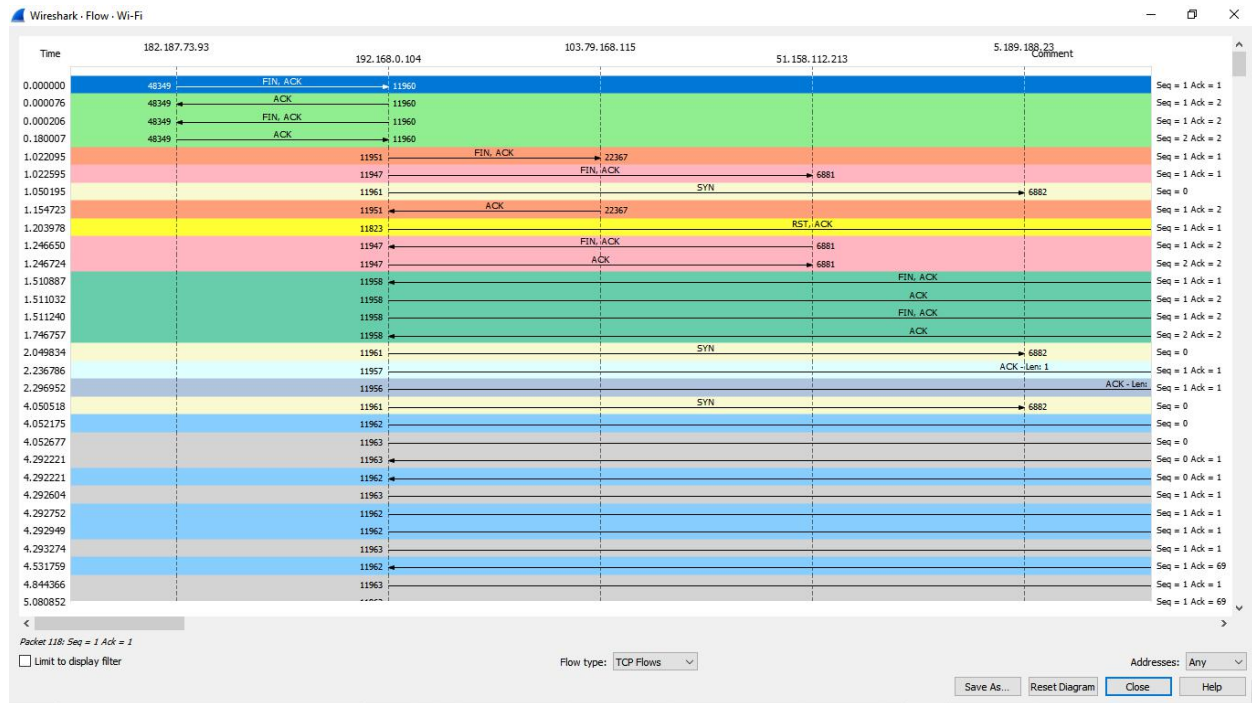 Wireshark · Flow · Wi-Fi
182.187.73.93 103.79.168.115 5.189.188.23
Time 192.168.0.104 51.158.112.213 Comment
0.000000 48349 FIN, ACK 11960 Seq = 1 Ack = 1
0.000076 48349 ACK 11960 Seq = 1 Ack = 2
0.000206 48349 FIN, ACK 11960 Seq = 1 Ack = 2
0.180007 48349 ACK 11960 Seq = 2 Ack = 2
1.022095 11951 FIN, ACK 22367 Seq = 1 Ack = 1
1.022595 11947 FIN, ACK 6881 Seq = 1 Ack = 1
1.050195 11961 SYN 6882 Seq = 0
1.154723 11951 ACK 22367 Seq = 1 Ack = 2
1.203978 11823 RST, ACK Seq = 1 Ack = 1
1.246650 11947 FIN, ACK 6881 Seq = 1 Ack = 2
1.246724 11947 ACK 6881 Seq = 2 Ack = 2
1.510887 11958 FIN, ACK Seq = 1 Ack = 1
1.511032 11958 ACK Seq = 1 Ack = 2
1.511240 11958 FIN, ACK Seq = 1 Ack = 2
1.746757 11958 ACK Seq = 2 Ack = 2
2.049834 11961 SYN 6882 Seq = 0
2.236786 11957 ACK - Len: 1 Seq = 1 Ack = 1
2.296952 11956 ACK - Len: Seq = 1 Ack = 1
4.050518 11961 SYN 6882 Seq = 0
4.052175 11962 Seq = 0
4.052677 11963 Seq = 0
4.292221 11963 Seq = 0 Ack = 1
4.292221 11962 Seq = 0 Ack = 1
4.292604 11963 Seq = 1 Ack = 1
4.292752 11962 Seq = 1 Ack = 1
4.292949 11962 Seq = 1 Ack = 1
4.293274 11963 Seq = 1 Ack = 1
4.531759 11962 Seq = 1 Ack = 69
4.844366 11963 Seq = 1 Ack = 1
5.080852 Seq = 1 Ack = 69
Packet 118: Seq = 1 Ack = 1
Limit to display filter Flow type: TCP Flows Addresses: Any
Save As... Reset Diagram Close Help